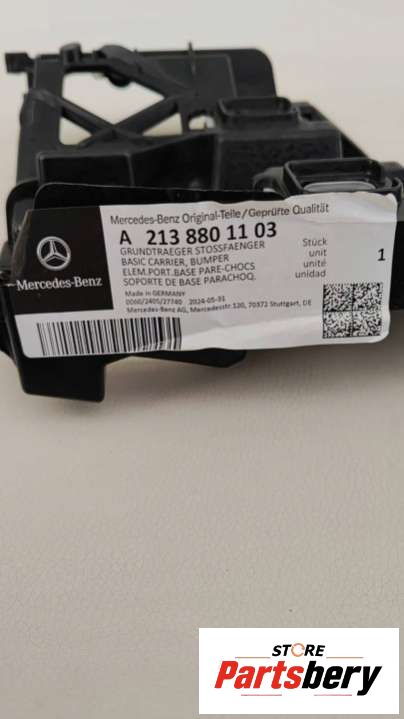 Mercedes-Benz Original-Teile/Geprüfte Qualität
A 213 880 11 03
GRUNDTRAEGER STOSSFAENGER
BASIC CARRIER, BUMPER
ELEM.PORT.BASE PARE-CHOCS
SOPORTE DE BASE PARACHOQ.
Stück
unit
unité
unidad
1
Made in GERMANY
0060/2405/27740 2024-05-31
Mercedes-Benz AG, Mercedesstr.120, 70372 Stuttgart, DE
Mercedes-Benz
STORE
Partsbery